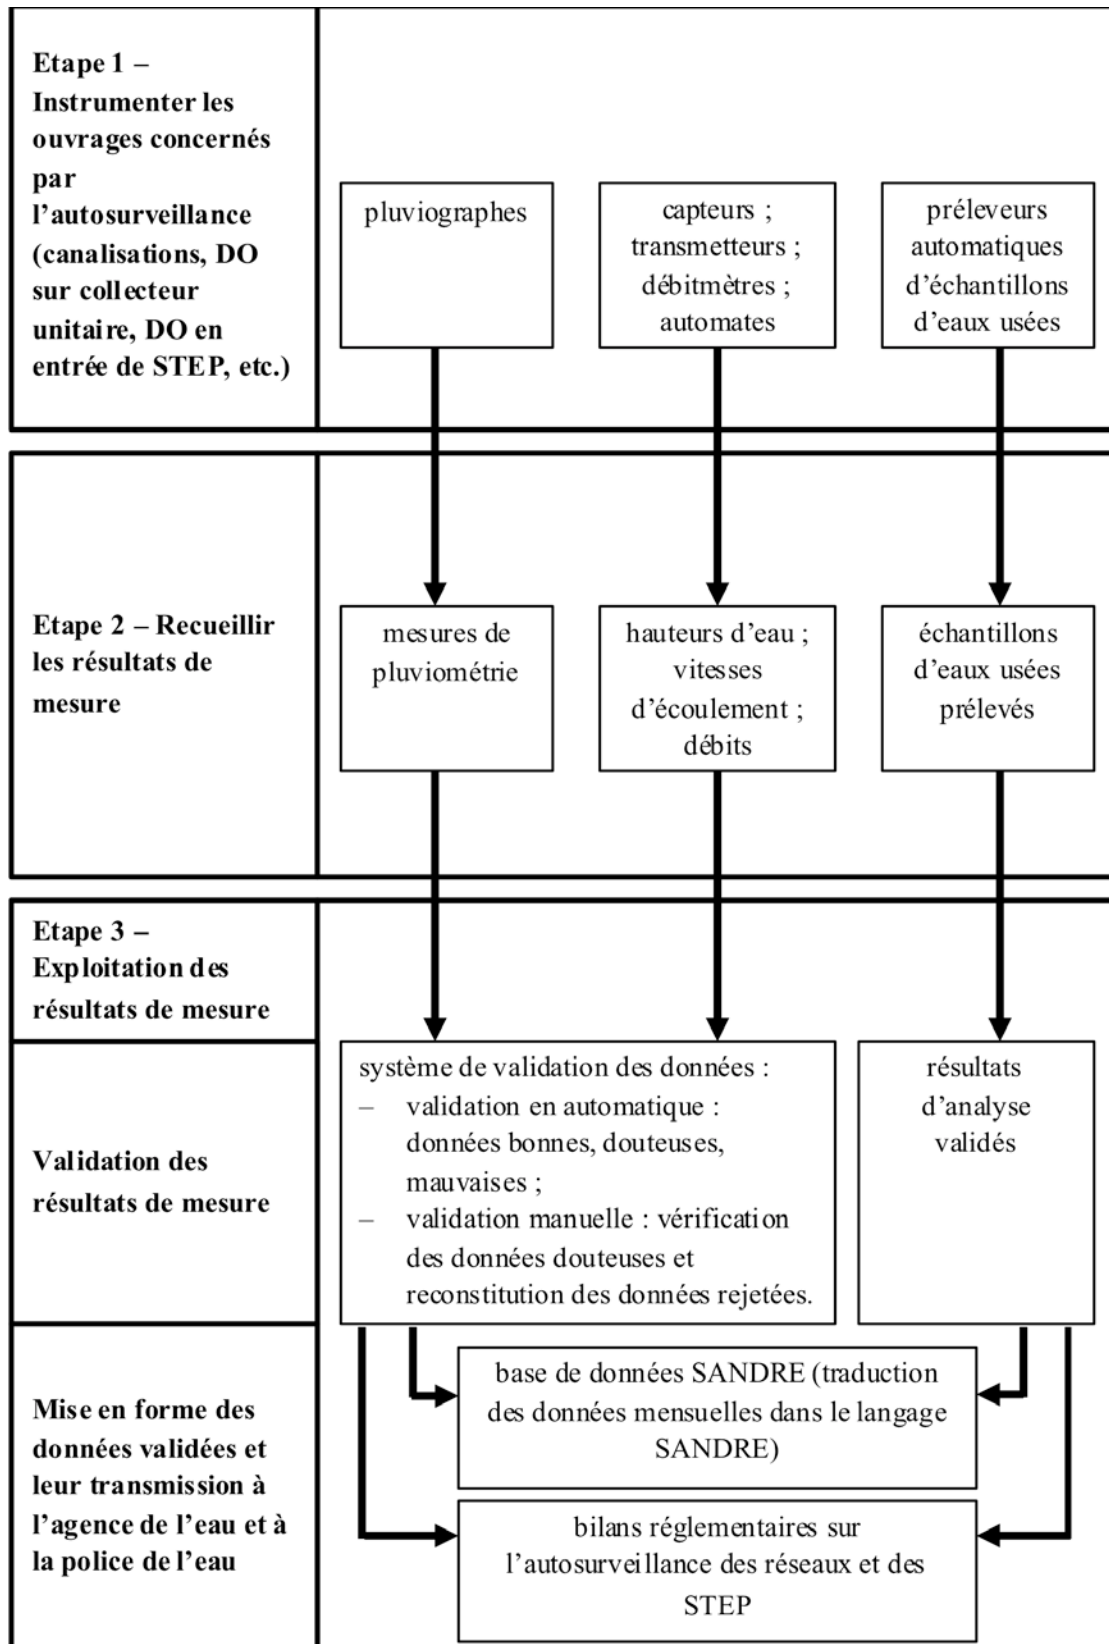 Etape 1 –
Instrumenter les
ouvrages concernés
par
l’autosurveillance
(canalisations, DO
sur collecteur
unitaire, DO en
entrée de STEP, etc.)
pluviographes
capteurs ;
transmetteurs ;
débitmètres ;
automates
préleveurs
automatiques
d’échantillons
d’eaux usées
Etape 2 – Recueillir
les résultats de
mesure
mesures de
pluviométrie
hauteurs d’eau ;
vitesses
d’écoulement ;
débits
échantillons
d’eaux usées
prélevés
Etape 3 –
Exploitation des
résultats de mesure
Validation des
résultats de mesure
système de validation des données :
– validation en automatique :
données bonnes, douteuses,
mauvaises ;
– validation manuelle : vérification
des données douteuses et
reconstitution des données rejetées.
résultats
d’analyse
validés
Mise en forme des
données validées et
leur transmission à
l’agence de l’eau et à
la police de l’eau
base de données SANDRE (traduction
des données mensuelles dans le langage
SANDRE)
bilans réglementaires sur
l’autosurveillance des réseaux et des
STEP